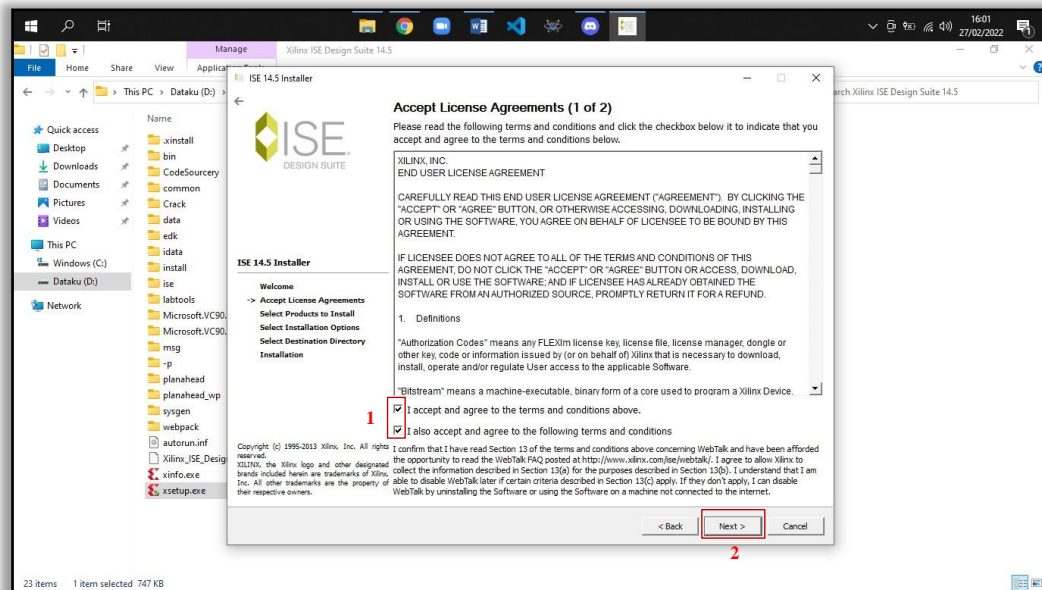 16:01
27/02/2022
Manage
Xilinx ISE Design Suite 14.5
File
Home
Share
View
ISE 14.5 Installer
This PC > Dataku (D:) >
Xilinx ISE Design Suite 14.5
Quick access
Desktop
Downloads
Documents
Pictures
Videos
This PC
Windows (C:)
Dataku (D:)
Network
Name
.xinstall
bin
CodeSourcery
common
Crack
data
edk
idata
install
ise
labtools
Microsoft.VC90.
Microsoft.VC90.
msg
-p
planahead
planahead_wp
sysgen
webpack
autorun.inf
Xilinx_ISE_Desig
xinfo.exe
xsetup.exe
ISE
DESIGN SUITE
ISE 14.5 Installer
Welcome
-> Accept License Agreements
Select Products to Install
Select Installation Options
Select Destination Directory
Installation
Copyright (c) 1995-2013 Xilinx, Inc. All rights
reserved.
XILINX, the Xilinx logo and other designated
brands included herein are trademarks of Xilinx,
Inc. All other trademarks are the property of
their respective owners.
Accept License Agreements (1 of 2)
Please read the following terms and conditions and click the checkbox below it to indicate that you
accept and agree to the terms and conditions below.
XILINX, INC.
END USER LICENSE AGREEMENT
CAREFULLY READ THIS END USER LICENSE AGREEMENT ("AGREEMENT"). BY CLICKING THE
"ACCEPT" OR "AGREE" BUTTON, OR OTHERWISE ACCESSING, DOWNLOADING, INSTALLING
OR USING THE SOFTWARE, YOU AGREE ON BEHALF OF LICENSEE TO BE BOUND BY THIS
AGREEMENT.
IF LICENSEE DOES NOT AGREE TO ALL OF THE TERMS AND CONDITIONS OF THIS
AGREEMENT, DO NOT CLICK THE "ACCEPT" OR "AGREE" BUTTON OR ACCESS, DOWNLOAD,
INSTALL OR USE THE SOFTWARE; AND IF LICENSEE HAS ALREADY OBTAINED THE
SOFTWARE FROM AN AUTHORIZED SOURCE, PROMPTLY RETURN IT FOR A REFUND.
1. Definitions
"Authorization Codes" means any FLEXlm license key, license file, license manager, dongle or
other key, code or information issued by (or on behalf of) Xilinx that is necessary to download,
install, operate and/or regulate User access to the applicable Software.
"Bitstream" means a machine-executable, binary form of a core used to program a Xilinx Device.
1
I accept and agree to the terms and conditions above.
I also accept and agree to the following terms and conditions
I confirm that I have read Section 13 of the terms and conditions above concerning WebTalk and have been afforded
the opportunity to read the WebTalk FAQ posted at http://www.xilinx.com/ise/webtalk/. I agree to allow Xilinx to
collect the information described in Section 13(a) for the purposes described in Section 13(b). I understand that I am
able to disable WebTalk later if certain criteria described in Section 13(c) apply. If they don't apply, I can disable
WebTalk by uninstalling the Software or using the Software on a machine not connected to the internet.
< Back
Next >
Cancel
2
23 items
1 item selected 747 KB